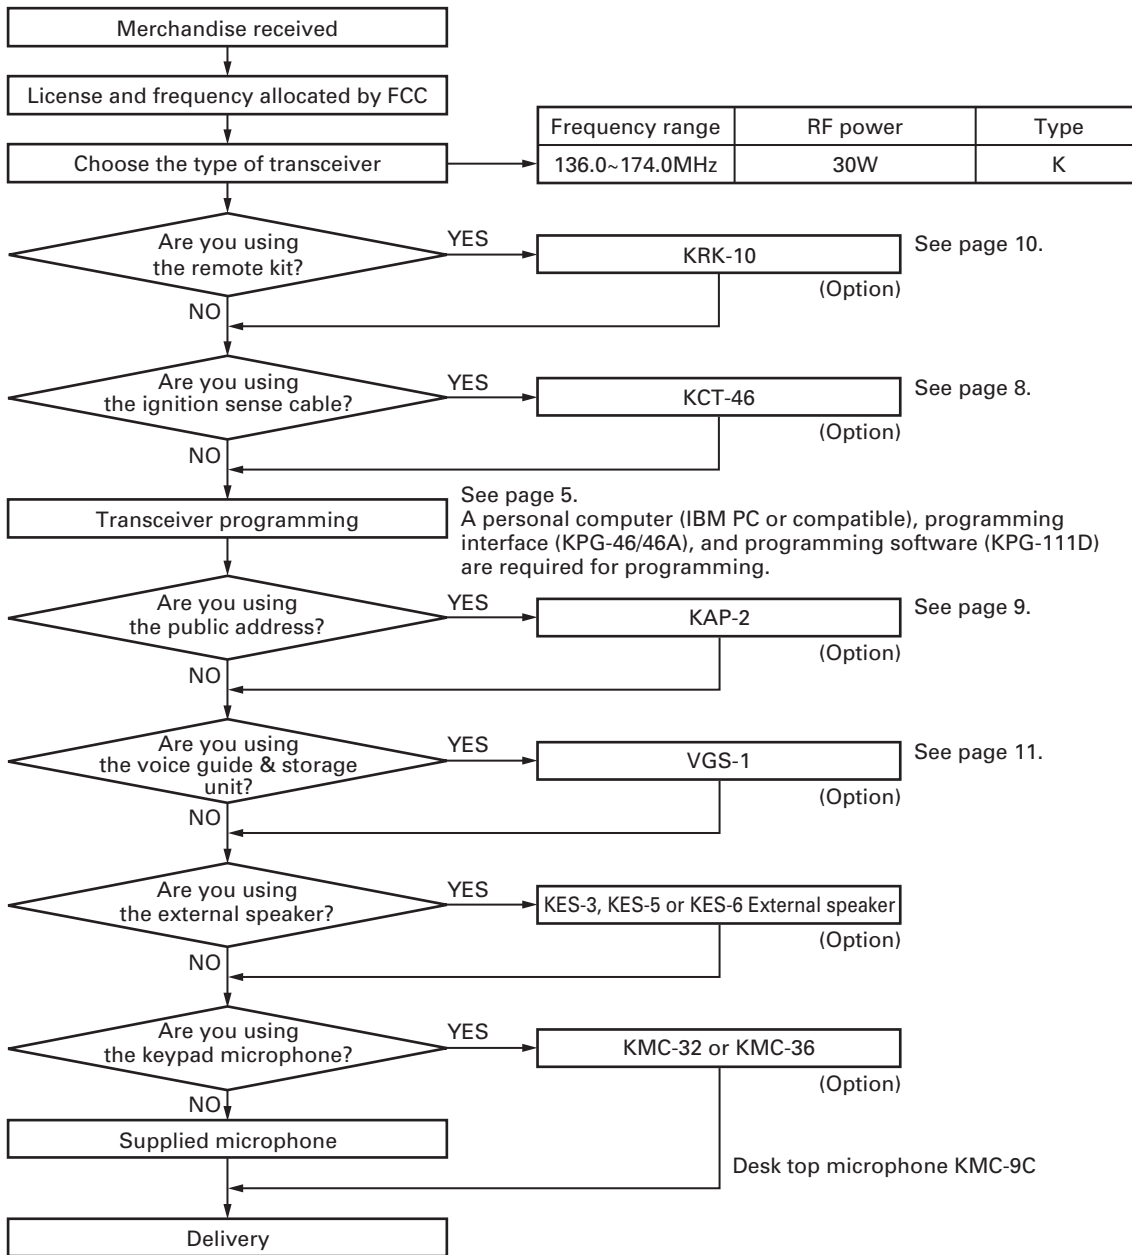 Merchandise received
License and frequency allocated by FCC
Frequency range RF power Type
Choose the type of transceiver
136.0~174.0MHz 30W K
Are you using
the remote kit?
YES
KRK-10
See page 10.
(Option)
NO
Are you using
the ignition sense cable?
YES
KCT-46
See page 8.
(Option)
NO
Transceiver programming
See page 5.
A personal computer (IBM PC or compatible), programming
interface (KPG-46/46A), and programming software (KPG-111D)
are required for programming.
Are you using
the public address?
YES
KAP-2
See page 9.
(Option)
NO
Are you using
the voice guide & storage
unit?
YES
VGS-1
See page 11.
(Option)
NO
Are you using
the external speaker?
YES
KES-3, KES-5 or KES-6 External speaker
(Option)
NO
Are you using
the keypad microphone?
YES
KMC-32 or KMC-36
(Option)
NO
Supplied microphone
Desk top microphone KMC-9C
Delivery